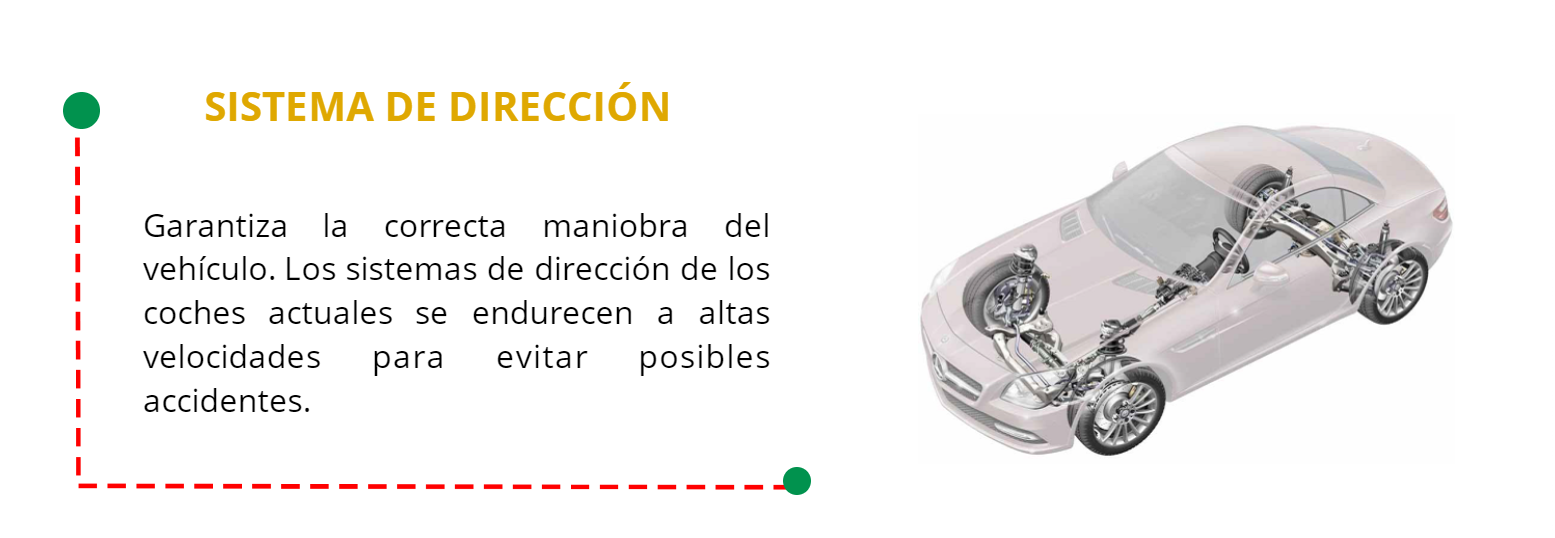 SISTEMA DE DIRECCIÓN
Garantiza la correcta maniobra del
vehículo. Los sistemas de dirección de los
coches actuales se endurecen a altas
velocidades para evitar posibles
accidentes.